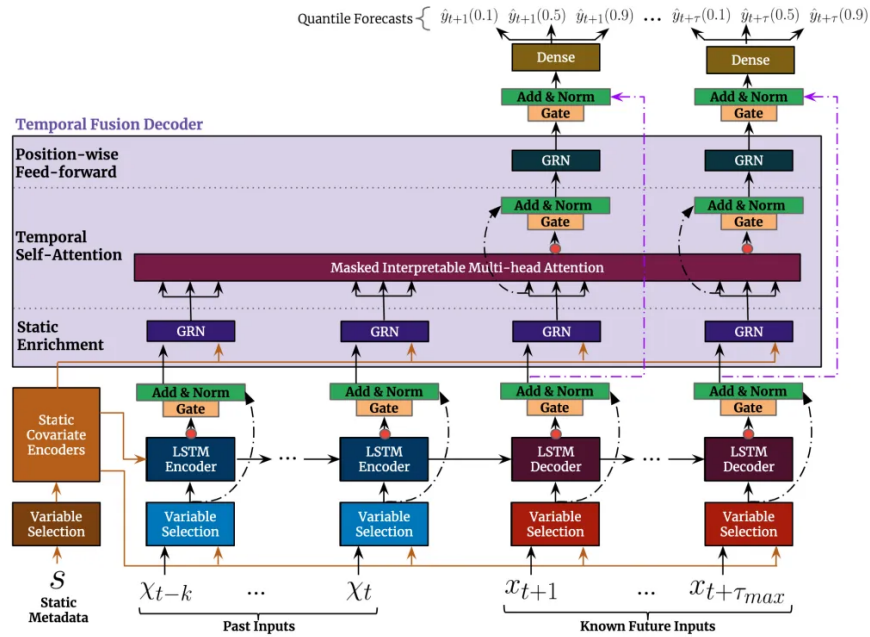 Quantile Forecasts { ŷt+1(0.1) ŷt+1(0.5) ŷt+1(0.9) ... ŷt+τ(0.1) ŷt+τ(0.5) ŷt+τ(0.9)
Dense Dense
Add & Norm Add & Norm
Gate Gate
Temporal Fusion Decoder
Position-wise
Feed-forward
GRN GRN
Add & Norm Add & Norm
Gate Gate
Temporal
Self-Attention
Masked Interpretable Multi-head Attention
Static
Enrichment
GRN GRN GRN GRN
Add & Norm Add & Norm Add & Norm Add & Norm
Gate Gate Gate Gate
Static
Covariate
Encoders
LSTM
Encoder
...
LSTM
Encoder
LSTM
Decoder
...
LSTM
Decoder
Variable
Selection
Variable
Selection
Variable
Selection
Variable
Selection
Variable
Selection
s
Static
Metadata
χt−k ... χt xt+1 ... xt+τmax
Past Inputs Known Future Inputs